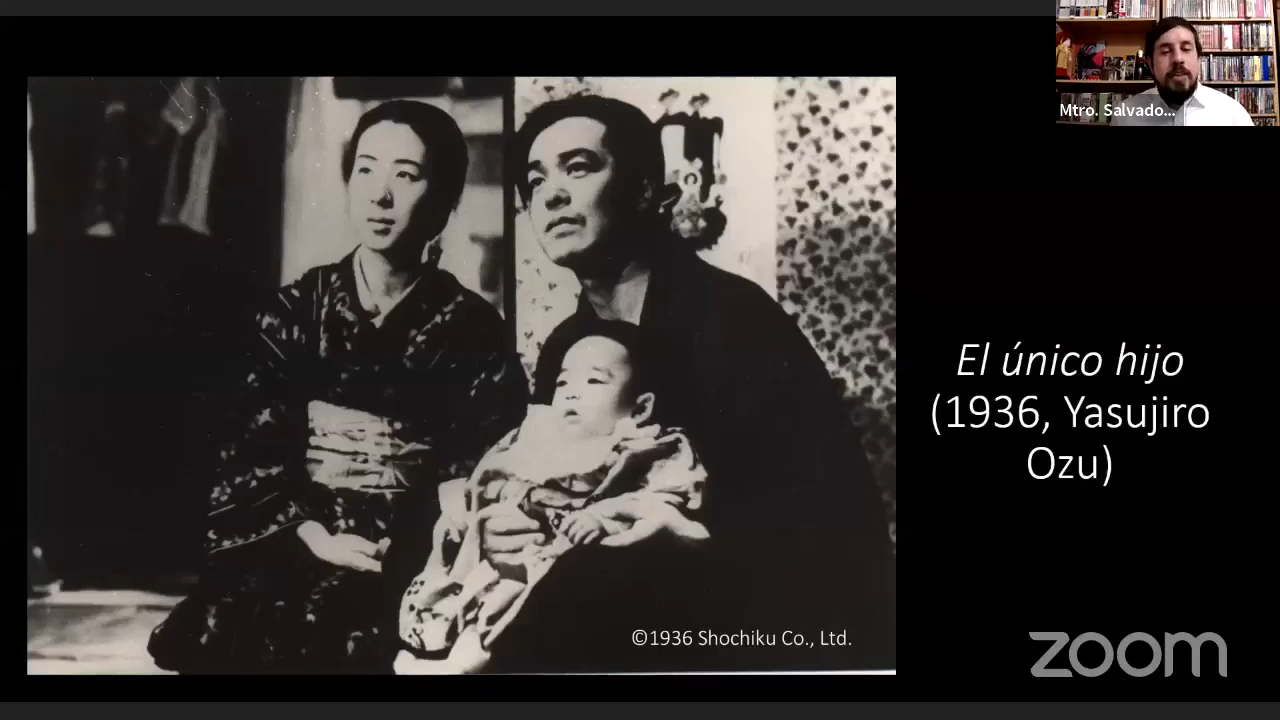 Mtro. Salvado...
El único hijo
(1936, Yasujiro
Ozu)
©1936 Shochiku Co., Ltd.
zoom